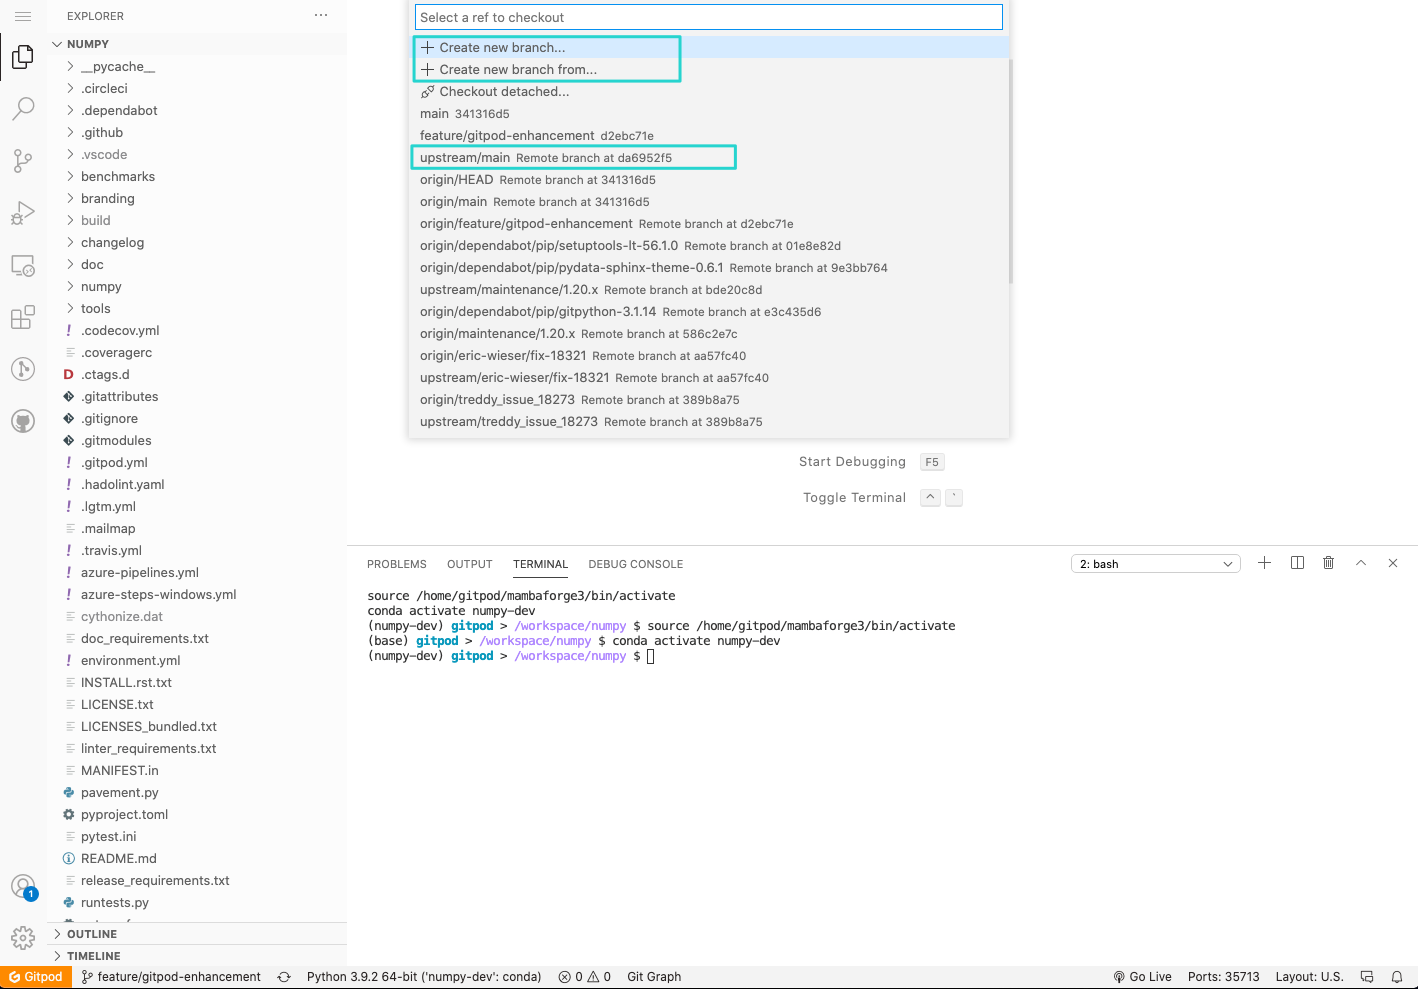 EXPLORER
NUMPY
__pycache__
.circleci
.dependabot
.github
.vscode
benchmarks
branding
build
changelog
doc
numpy
tools
! .codecov.yml
.coveragerc
D .ctags.d
.gitattributes
.gitignore
.gitmodules
! .gitpod.yml
! .hadolint.yaml
! .lgtm.yml
.mailmap
! .travis.yml
! azure-pipelines.yml
! azure-steps-windows.yml
cythonize.dat
doc_requirements.txt
! environment.yml
INSTALL.rst.txt
LICENSE.txt
LICENSES_bundled.txt
linter_requirements.txt
MANIFEST.in
pavement.py
pyproject.toml
pytest.ini
README.md
release_requirements.txt
runtests.py
OUTLINE
TIMELINE
1
Select a ref to checkout
Create new branch...
Create new branch from...
Checkout detached...
main 341316d5
feature/gitpod-enhancement d2ebc71e
upstream/main Remote branch at da6952f5
origin/HEAD Remote branch at 341316d5
origin/main Remote branch at 341316d5
origin/feature/gitpod-enhancement Remote branch at d2ebc71e
origin/dependabot/pip/setuptools-lt-56.1.0 Remote branch at 01e8e82d
origin/dependabot/pip/pydata-sphinx-theme-0.6.1 Remote branch at 9e3bb764
upstream/maintenance/1.20.x Remote branch at bde20c8d
origin/dependabot/pip/gitpython-3.1.14 Remote branch at e3c435d6
origin/maintenance/1.20.x Remote branch at 586c2e7c
origin/eric-wieser/fix-18321 Remote branch at aa57fc40
upstream/eric-wieser/fix-18321 Remote branch at aa57fc40
origin/treddy_issue_18273 Remote branch at 389b8a75
upstream/treddy_issue_18273 Remote branch at 389b8a75
Start Debugging F5
Toggle Terminal ^ `
PROBLEMS OUTPUT TERMINAL DEBUG CONSOLE 2: bash
source /home/gitpod/mambaforge3/bin/activate
conda activate numpy-dev
(numpy-dev) gitpod > /workspace/numpy $ source /home/gitpod/mambaforge3/bin/activate
(base) gitpod > /workspace/numpy $ conda activate numpy-dev
(numpy-dev) gitpod > /workspace/numpy $
Gitpod feature/gitpod-enhancement Python 3.9.2 64-bit ('numpy-dev': conda) 0 0 Git Graph Go Live Ports: 35713 Layout: U.S.